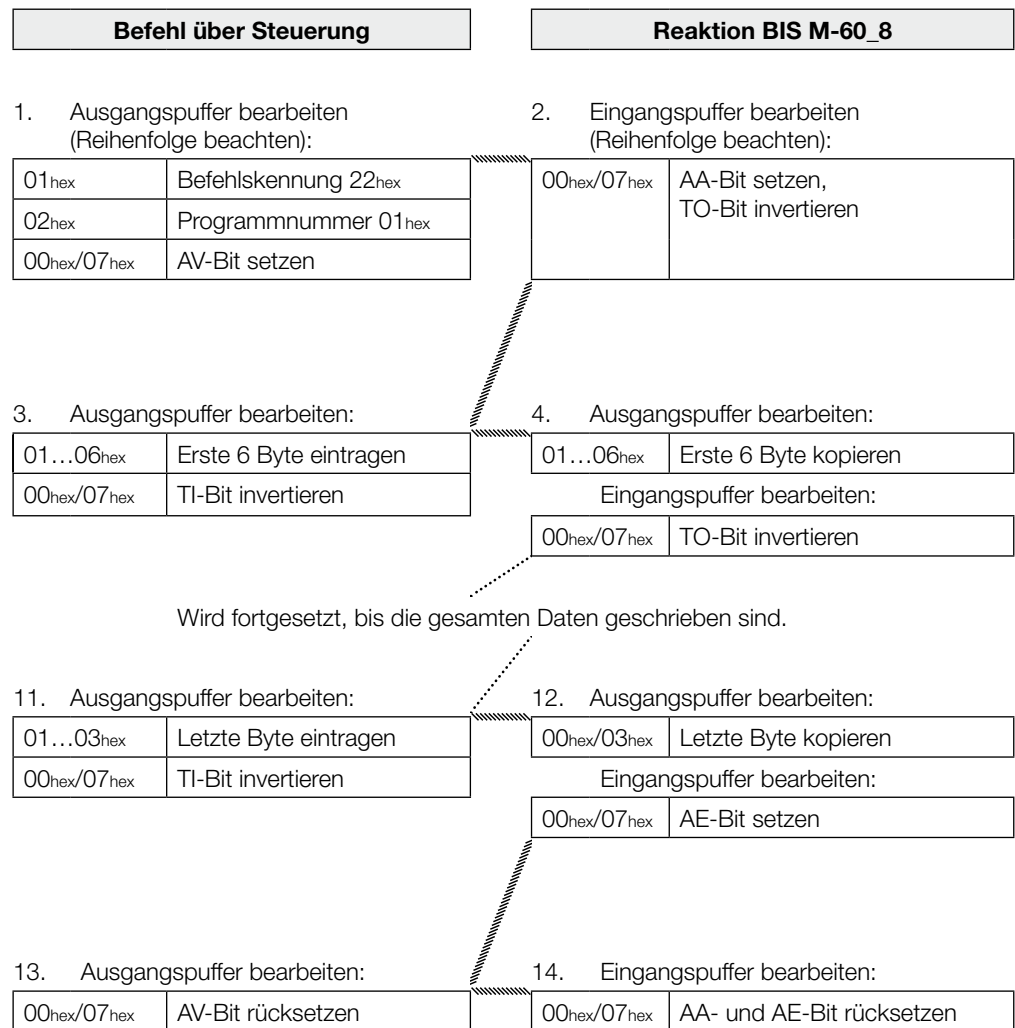 Befehl über Steuerung
Reaktion BIS M-60_8
1. Ausgangspuffer bearbeiten
(Reihenfolge beachten):
01hex Befehlskennung 22hex
02hex Programmnummer 01hex
00hex/07hex AV-Bit setzen
2. Eingangspuffer bearbeiten
(Reihenfolge beachten):
00hex/07hex AA-Bit setzen,
TO-Bit invertieren
3. Ausgangspuffer bearbeiten:
01…06hex Erste 6 Byte eintragen
00hex/07hex TI-Bit invertieren
4. Ausgangspuffer bearbeiten:
01…06hex Erste 6 Byte kopieren
Eingangspuffer bearbeiten:
00hex/07hex TO-Bit invertieren
Wird fortgesetzt, bis die gesamten Daten geschrieben sind.
11. Ausgangspuffer bearbeiten:
01…03hex Letzte Byte eintragen
00hex/07hex TI-Bit invertieren
12. Ausgangspuffer bearbeiten:
00hex/03hex Letzte Byte kopieren
Eingangspuffer bearbeiten:
00hex/07hex AE-Bit setzen
13. Ausgangspuffer bearbeiten:
00hex/07hex AV-Bit rücksetzen
14. Eingangspuffer bearbeiten:
00hex/07hex AA- und AE-Bit rücksetzen